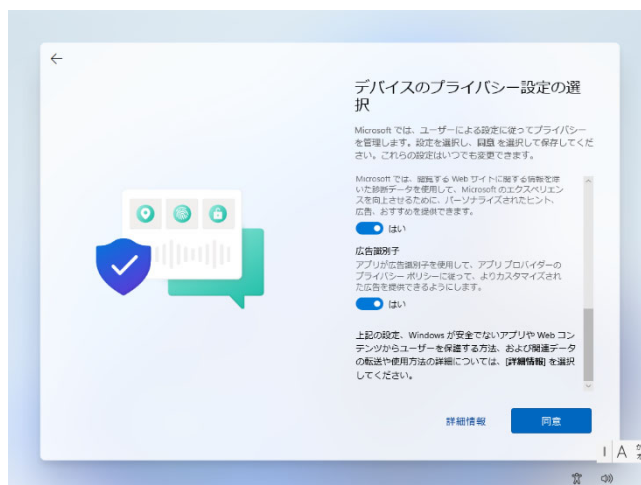 デバイスのプライバシー設定の選
択
Microsoft では、ユーザーによる設定に従ってプライバシー
を管理します。設定を選択し、同意 を選択して保存してくだ
さい。これらの設定はいつでも変更できます。
Microsoft では、閲覧する Web サイトに関する情報を除
いた診断データを使用して、Microsoft のエクスペリエン
スを向上させるために、パーソナライズされたヒント、
広告、おすすめを提供できます。
はい
広告識別子
アプリが広告識別子を使用して、アプリ プロバイダーの
プライバシー ポリシーに従って、よりカスタマイズされ
た広告を提供できるようにします。
はい
上記の設定、Windows が安全でないアプリや Web コン
テンツからユーザーを保護する方法、および関連データ
の転送や使用方法の詳細については、[詳細情報] を選択
してください。
詳細情報
同意
A